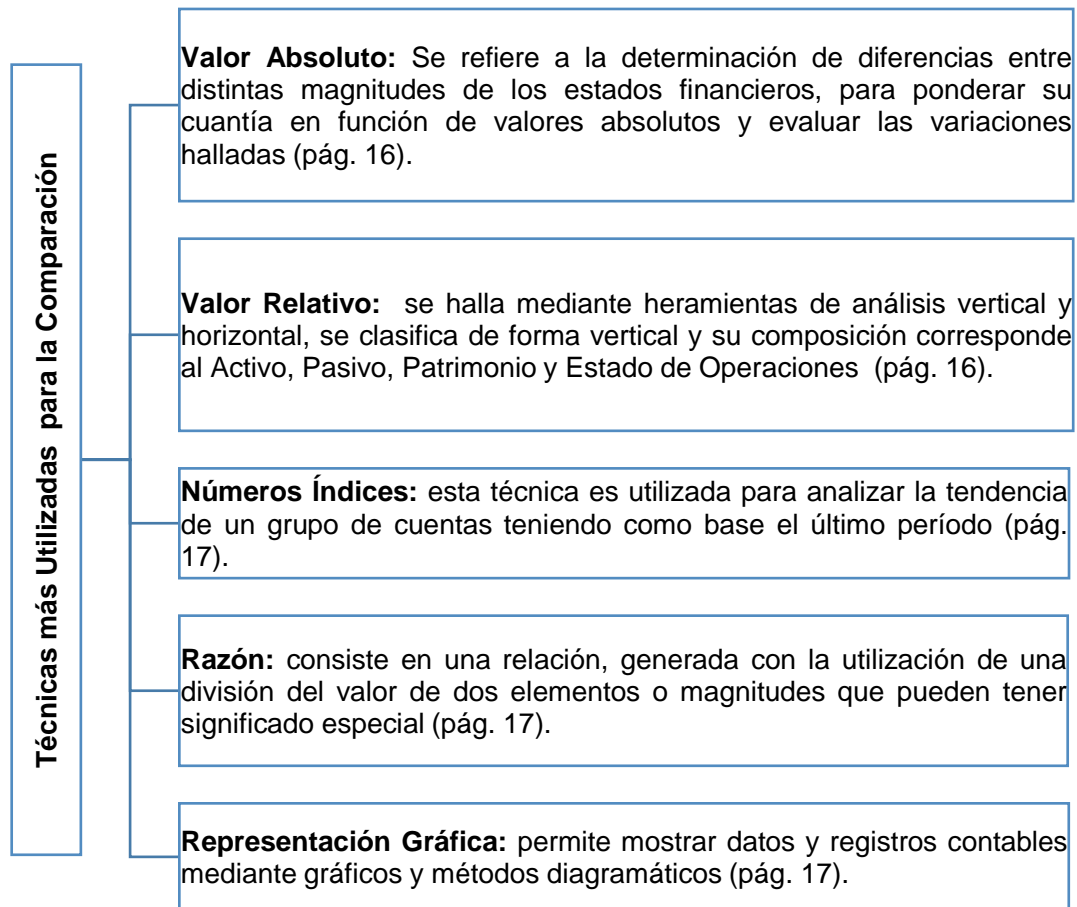 Técnicas más Utilizadas para la Comparación
Valor Absoluto: Se refiere a la determinación de diferencias entre
distintas magnitudes de los estados financieros, para ponderar su
cuantía en función de valores absolutos y evaluar las variaciones
halladas (pág. 16).
Valor Relativo: se halla mediante heramientas de análisis vertical y
horizontal, se clasifica de forma vertical y su composición corresponde
al Activo, Pasivo, Patrimonio y Estado de Operaciones (pág. 16).
Números Índices: esta técnica es utilizada para analizar la tendencia
de un grupo de cuentas teniendo como base el último período (pág.
17).
Razón: consiste en una relación, generada con la utilización de una
división del valor de dos elementos o magnitudes que pueden tener
significado especial (pág. 17).
Representación Gráfica: permite mostrar datos y registros contables
mediante gráficos y métodos diagramáticos (pág. 17).